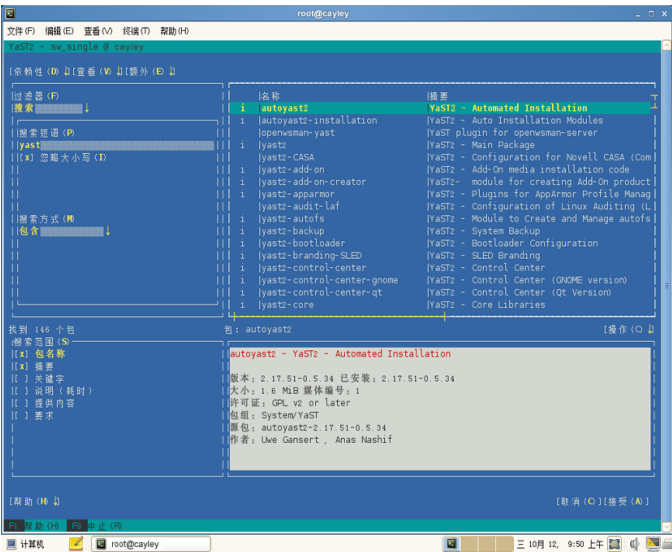 root@cayley
文件(F) 编辑(E) 查看(V) 终端(T) 帮助(H)
YaST2 - sw_single @ cayley
[依赖性(D)↓][查看(V)↓][额外(E)↓]
过滤器(F)
搜索
搜索短语(P)
yast
[x] 忽略大小写(I)
搜索方式(M)
包含
名称 摘要
i autoyast2 YaST2 - Automated Installation
i autoyast2-installation YaST2 - Auto Installation Modules
openwsman-yast YaST plugin for openwsman-server
i yast2 YaST2 - Main Package
yast2-CASA YaST2 - Configuration for Novell CASA (Com
i yast2-add-on YaST2 - Add-On media installation code
i yast2-add-on-creator YaST2- module for creating Add-On product
i yast2-apparmor YaST2 - Plugins for AppArmor Profile Manag
yast2-audit-laf YaST2 - Configuration of Linux Auditing (L
i yast2-autofs YaST2 - Module to Create and Manage autofs
i yast2-backup YaST2 - System Backup
i yast2-bootloader YaST2 - Bootloader Configuration
i yast2-branding-SLED YaST2 - SLED Branding
i yast2-control-center YaST2 - Control Center
i yast2-control-center-gnome YaST2 - Control Center (GNOME version)
i yast2-control-center-qt YaST2 - Control Center (Qt Version)
i yast2-core YaST2 - Core Libraries
找到 146 个包
包: autoyast2 [操作(O)↓]
搜索范围(S)
[x] 包名称
[x] 摘要
[ ] 关键字
[ ] 说明(耗时)
[ ] 提供内容
[ ] 要求
autoyast2 - YaST2 - Automated Installation
版本: 2.17.51-0.5.34 已安装: 2.17.51-0.5.34
大小: 1.6 MiB 媒体编号: 1
许可证: GPL v2 or later
包组: System/YaST
源包: autoyast2-2.17.51-0.5.34
作者: Uwe Gansert , Anas Nashif
[帮助(H)↓] [取消(C)][接受(A)]
F1 帮助(H) F9 中止(R)
计算机 root@cayley 三 10月 12, 9:50 上午